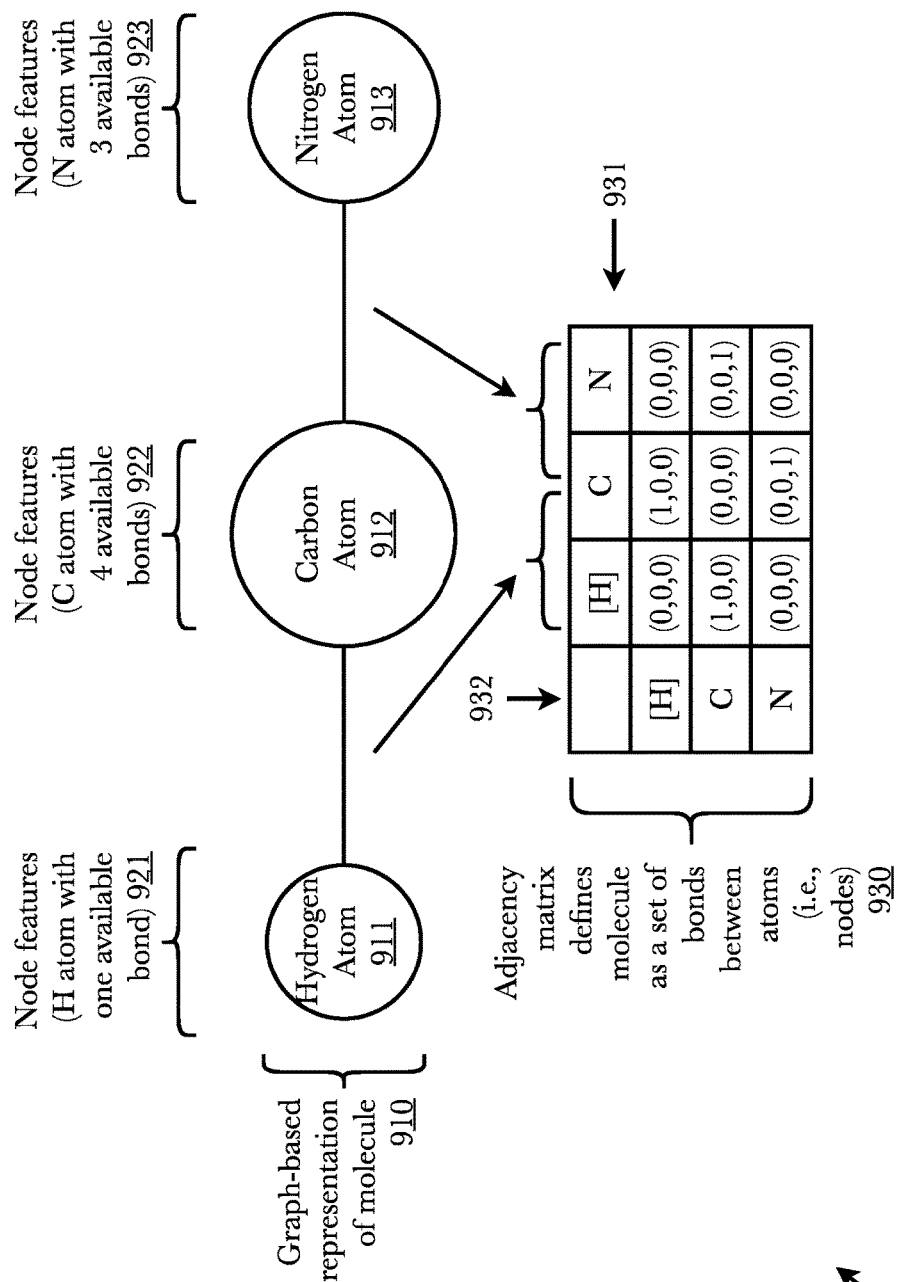 Node features
(H atom with
one available
bond) 921
Node features
(C atom with
4 available
bonds) 922
Node features
(N atom with
3 available
bonds) 923
Graph-based
representation
of molecule
910
Hydrogen
Atom
911
Carbon
Atom
912
Nitrogen
Atom
913
Adjacency
matrix
defines
molecule
as a set of
bonds
between
atoms
(i.e.,
nodes)
930
932
931
[H] C N
[H] (0,0,0) (1,0,0) (0,0,0)
C (1,0,0) (0,0,0) (0,0,1)
N (0,0,0) (0,0,1) (0,0,0)